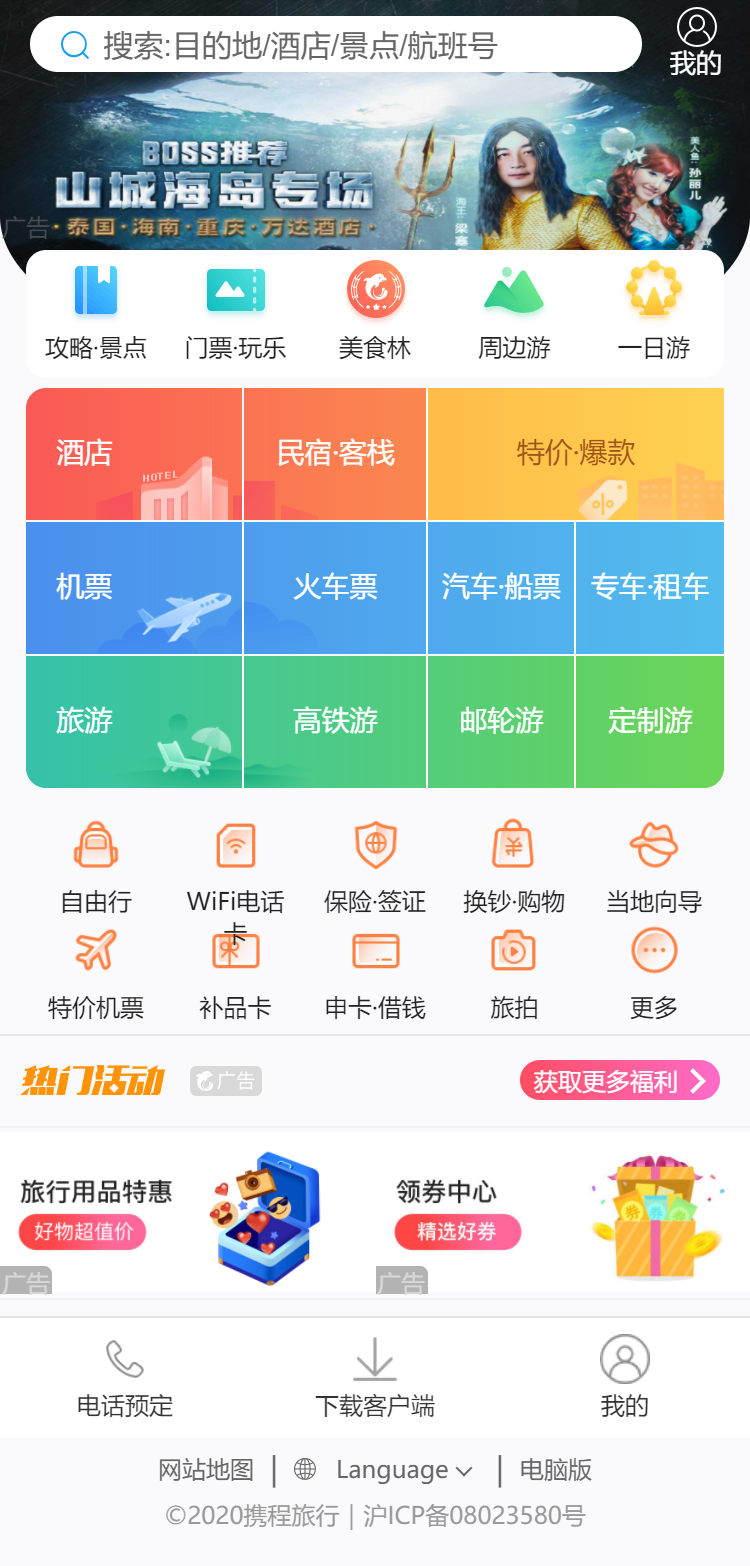 搜索:目的地/酒店/景点/航班号
我的
BOSS推荐
山城海岛专场
广告
·泰国·海南·重庆·万达酒店·
美人鱼:孙丽儿
海王:梁
攻略·景点 门票·玩乐 美食林 周边游 一日游
酒店 民宿·客栈 特价·爆款
HOTEL
机票 火车票 汽车·船票 专车·租车
旅游 高铁游 邮轮游 定制游
自由行 WiFi电话卡 保险·签证 换钞·购物 当地向导
特价机票 补品卡 申卡·借钱 旅拍 更多
热门活动 广告 获取更多福利
旅行用品特惠 领券中心
好物超值价 精选好券
广告 广告
电话预定 下载客户端 我的
网站地图 | Language | 电脑版
©2020携程旅行 | 沪ICP备08023580号